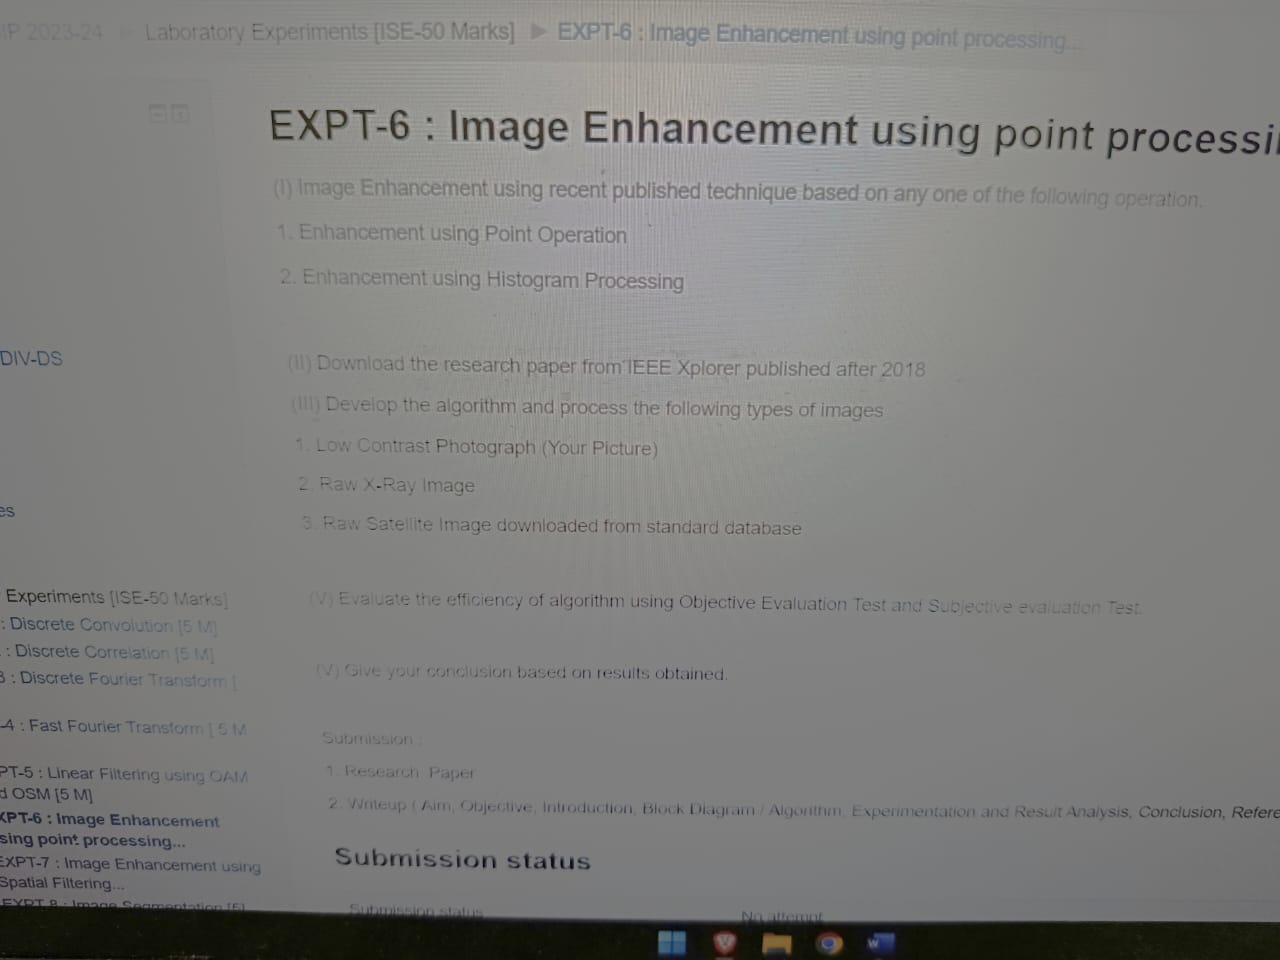 IP 2023-24 ▶ Laboratory Experiments [ISE-50 Marks] ▶ EXPT-6 : Image Enhancement using point processing...
EXPT-6 : Image Enhancement using point processi
(I) Image Enhancement using recent published technique based on any one of the following operation.
1. Enhancement using Point Operation
2. Enhancement using Histogram Processing
DIV-DS
(II) Download the research paper from IEEE Xplorer published after 2018
(III) Develop the algorithm and process the following types of images
1. Low Contrast Photograph (Your Picture)
2. Raw X-Ray Image
3. Raw Satellite Image downloaded from standard database
es
(V) Evaluate the efficiency of algorithm using Objective Evaluation Test and Subjective evaluation Test.
(V) Give your conclusion based on results obtained.
Submission :
1. Research Paper
2. Writeup ( Aim, Objective, Introduction, Block Diagram / Algorithm, Experimentation and Result Analysis, Conclusion, Refere
Submission status
Submission status No attempt
Experiments [ISE-50 Marks]
: Discrete Convolution [5 M]
: Discrete Correlation [5 M]
3 : Discrete Fourier Transform [
-4 : Fast Fourier Transform [ 5 M
PT-5 : Linear Filtering using OAM
d OSM [5 M]
XPT-6 : Image Enhancement
sing point processing...
EXPT-7 : Image Enhancement using
Spatial Filtering...
EXPT-8 : Image Segmentation [5]